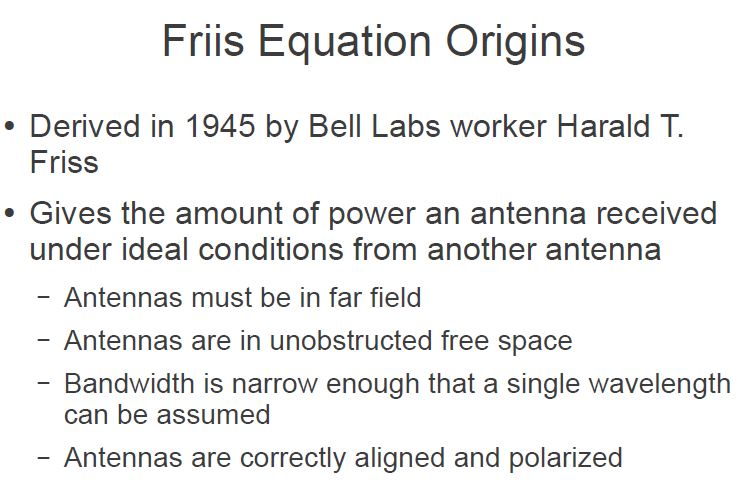 Friis Equation Origins
• Derived in 1945 by Bell Labs worker Harald T.
Friss
• Gives the amount of power an antenna received
under ideal conditions from another antenna
– Antennas must be in far field
– Antennas are in unobstructed free space
– Bandwidth is narrow enough that a single wavelength
can be assumed
– Antennas are correctly aligned and polarized